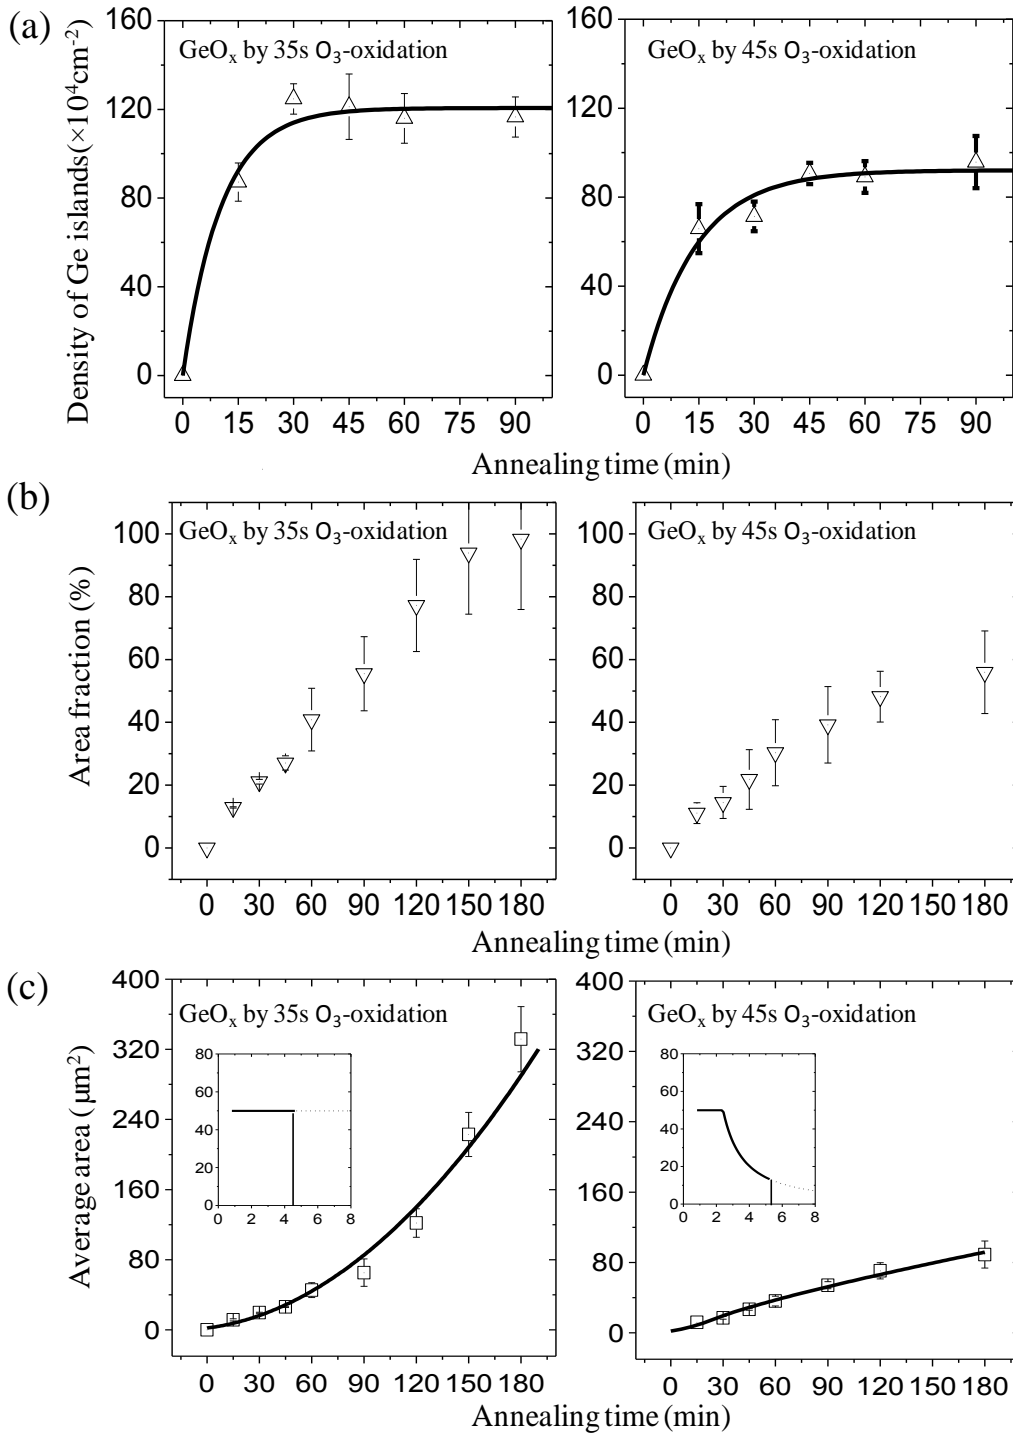 (a)
GeOx by 35s O3-oxidation
GeOx by 45s O3-oxidation
Density of Ge islands(×10⁴cm⁻²)
160
120
80
40
0
160
120
80
40
0
0 15 30 45 60 75 90
0 15 30 45 60 75 90
Annealing time (min)
(b)
GeOx by 35s O3-oxidation
GeOx by 45s O3-oxidation
Area fraction (%)
100
80
60
40
20
0
100
80
60
40
20
0
0 30 60 90 120 150 180
0 30 60 90 120 150 180
Annealing time (min)
(c)
GeOx by 35s O3-oxidation
GeOx by 45s O3-oxidation
Average area (μm²)
400
320
240
160
80
0
80
60
40
20
0
0 2 4 6 8
400
320
240
160
80
0
80
60
40
20
0
0 2 4 6 8
0 30 60 90 120 150 180
0 30 60 90 120 150 180
Annealing time (min)